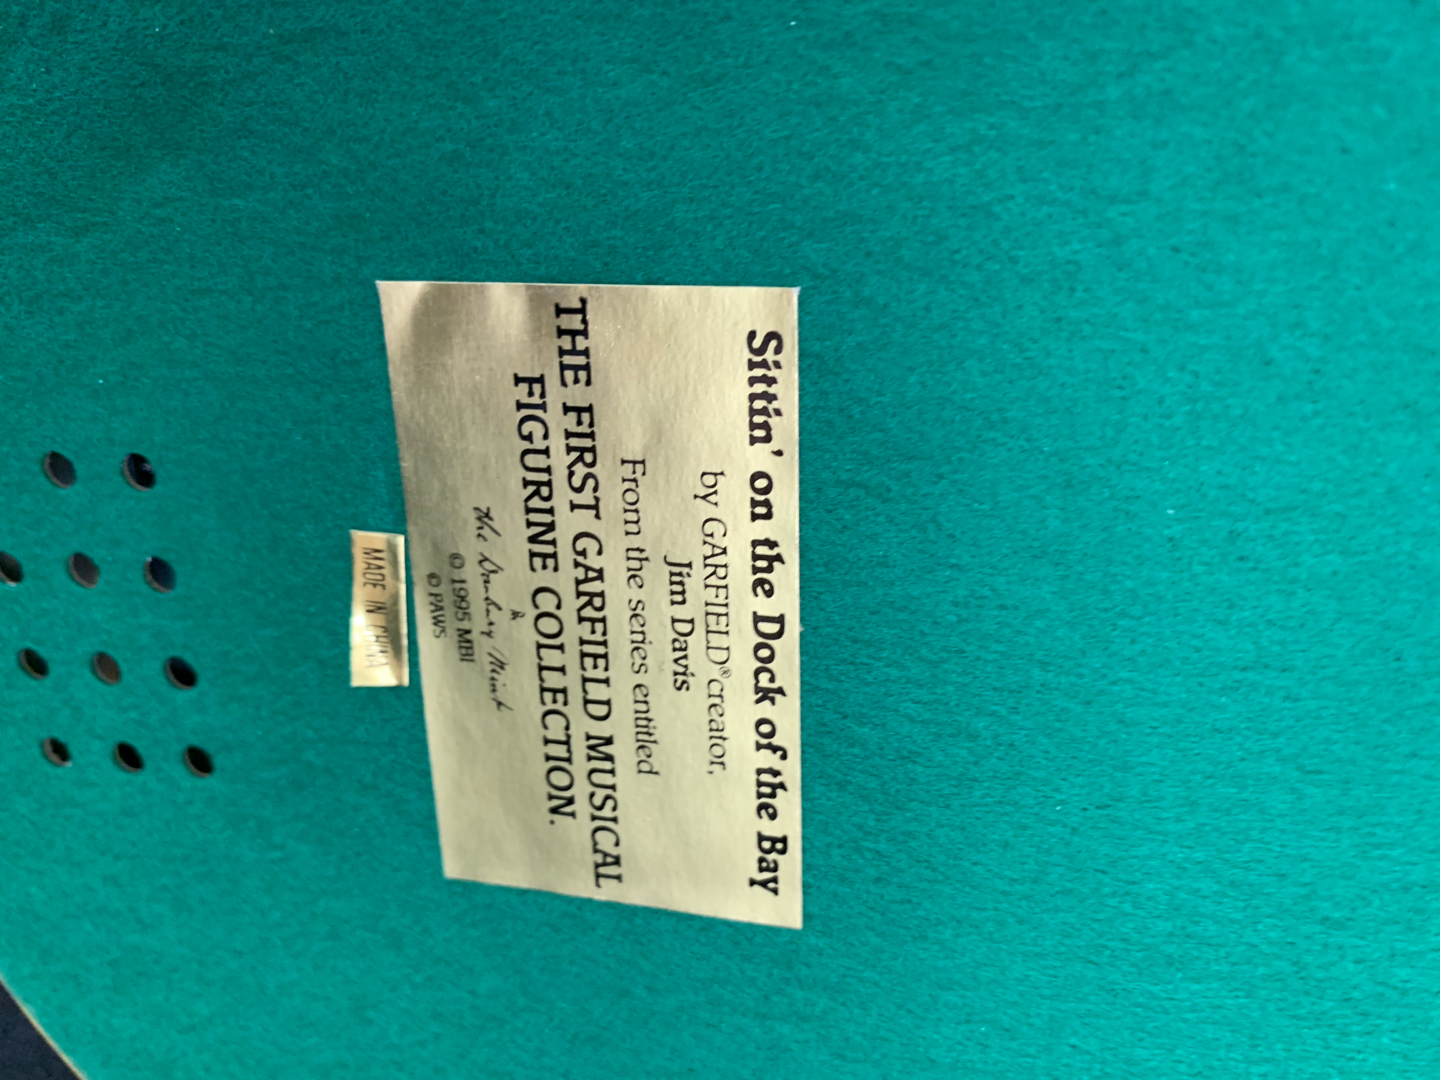 Sittin' on the Dock of the Bay
by GARFIELD® creator,
Jim Davis
From the series entitled
THE FIRST GARFIELD MUSICAL
FIGURINE COLLECTION.
The Danbury Mint
© 1995 MBI
© PAWS
MADE IN CHINA